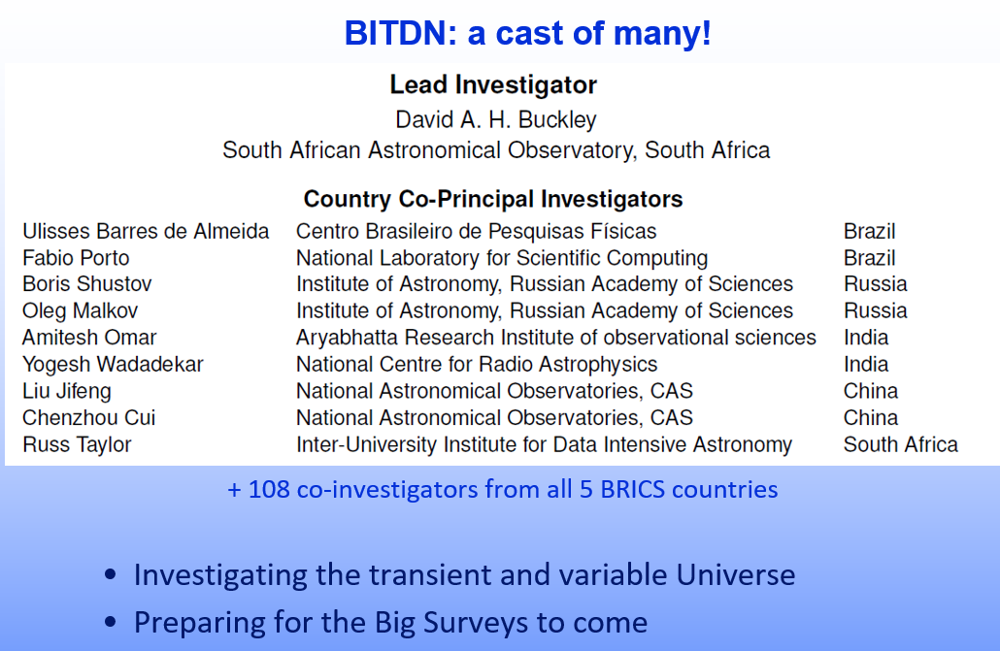 BITDN: a cast of many!
Lead Investigator
David A. H. Buckley
South African Astronomical Observatory, South Africa
Country Co-Principal Investigators
Ulisses Barres de Almeida Centro Brasileiro de Pesquisas Físicas Brazil
Fabio Porto National Laboratory for Scientific Computing Brazil
Boris Shustov Institute of Astronomy, Russian Academy of Sciences Russia
Oleg Malkov Institute of Astronomy, Russian Academy of Sciences Russia
Amitesh Omar Aryabhatta Research Institute of observational sciences India
Yogesh Wadadekar National Centre for Radio Astrophysics India
Liu Jifeng National Astronomical Observatories, CAS China
Chenzhou Cui National Astronomical Observatories, CAS China
Russ Taylor Inter-University Institute for Data Intensive Astronomy South Africa
+ 108 co-investigators from all 5 BRICS countries
• Investigating the transient and variable Universe
• Preparing for the Big Surveys to come